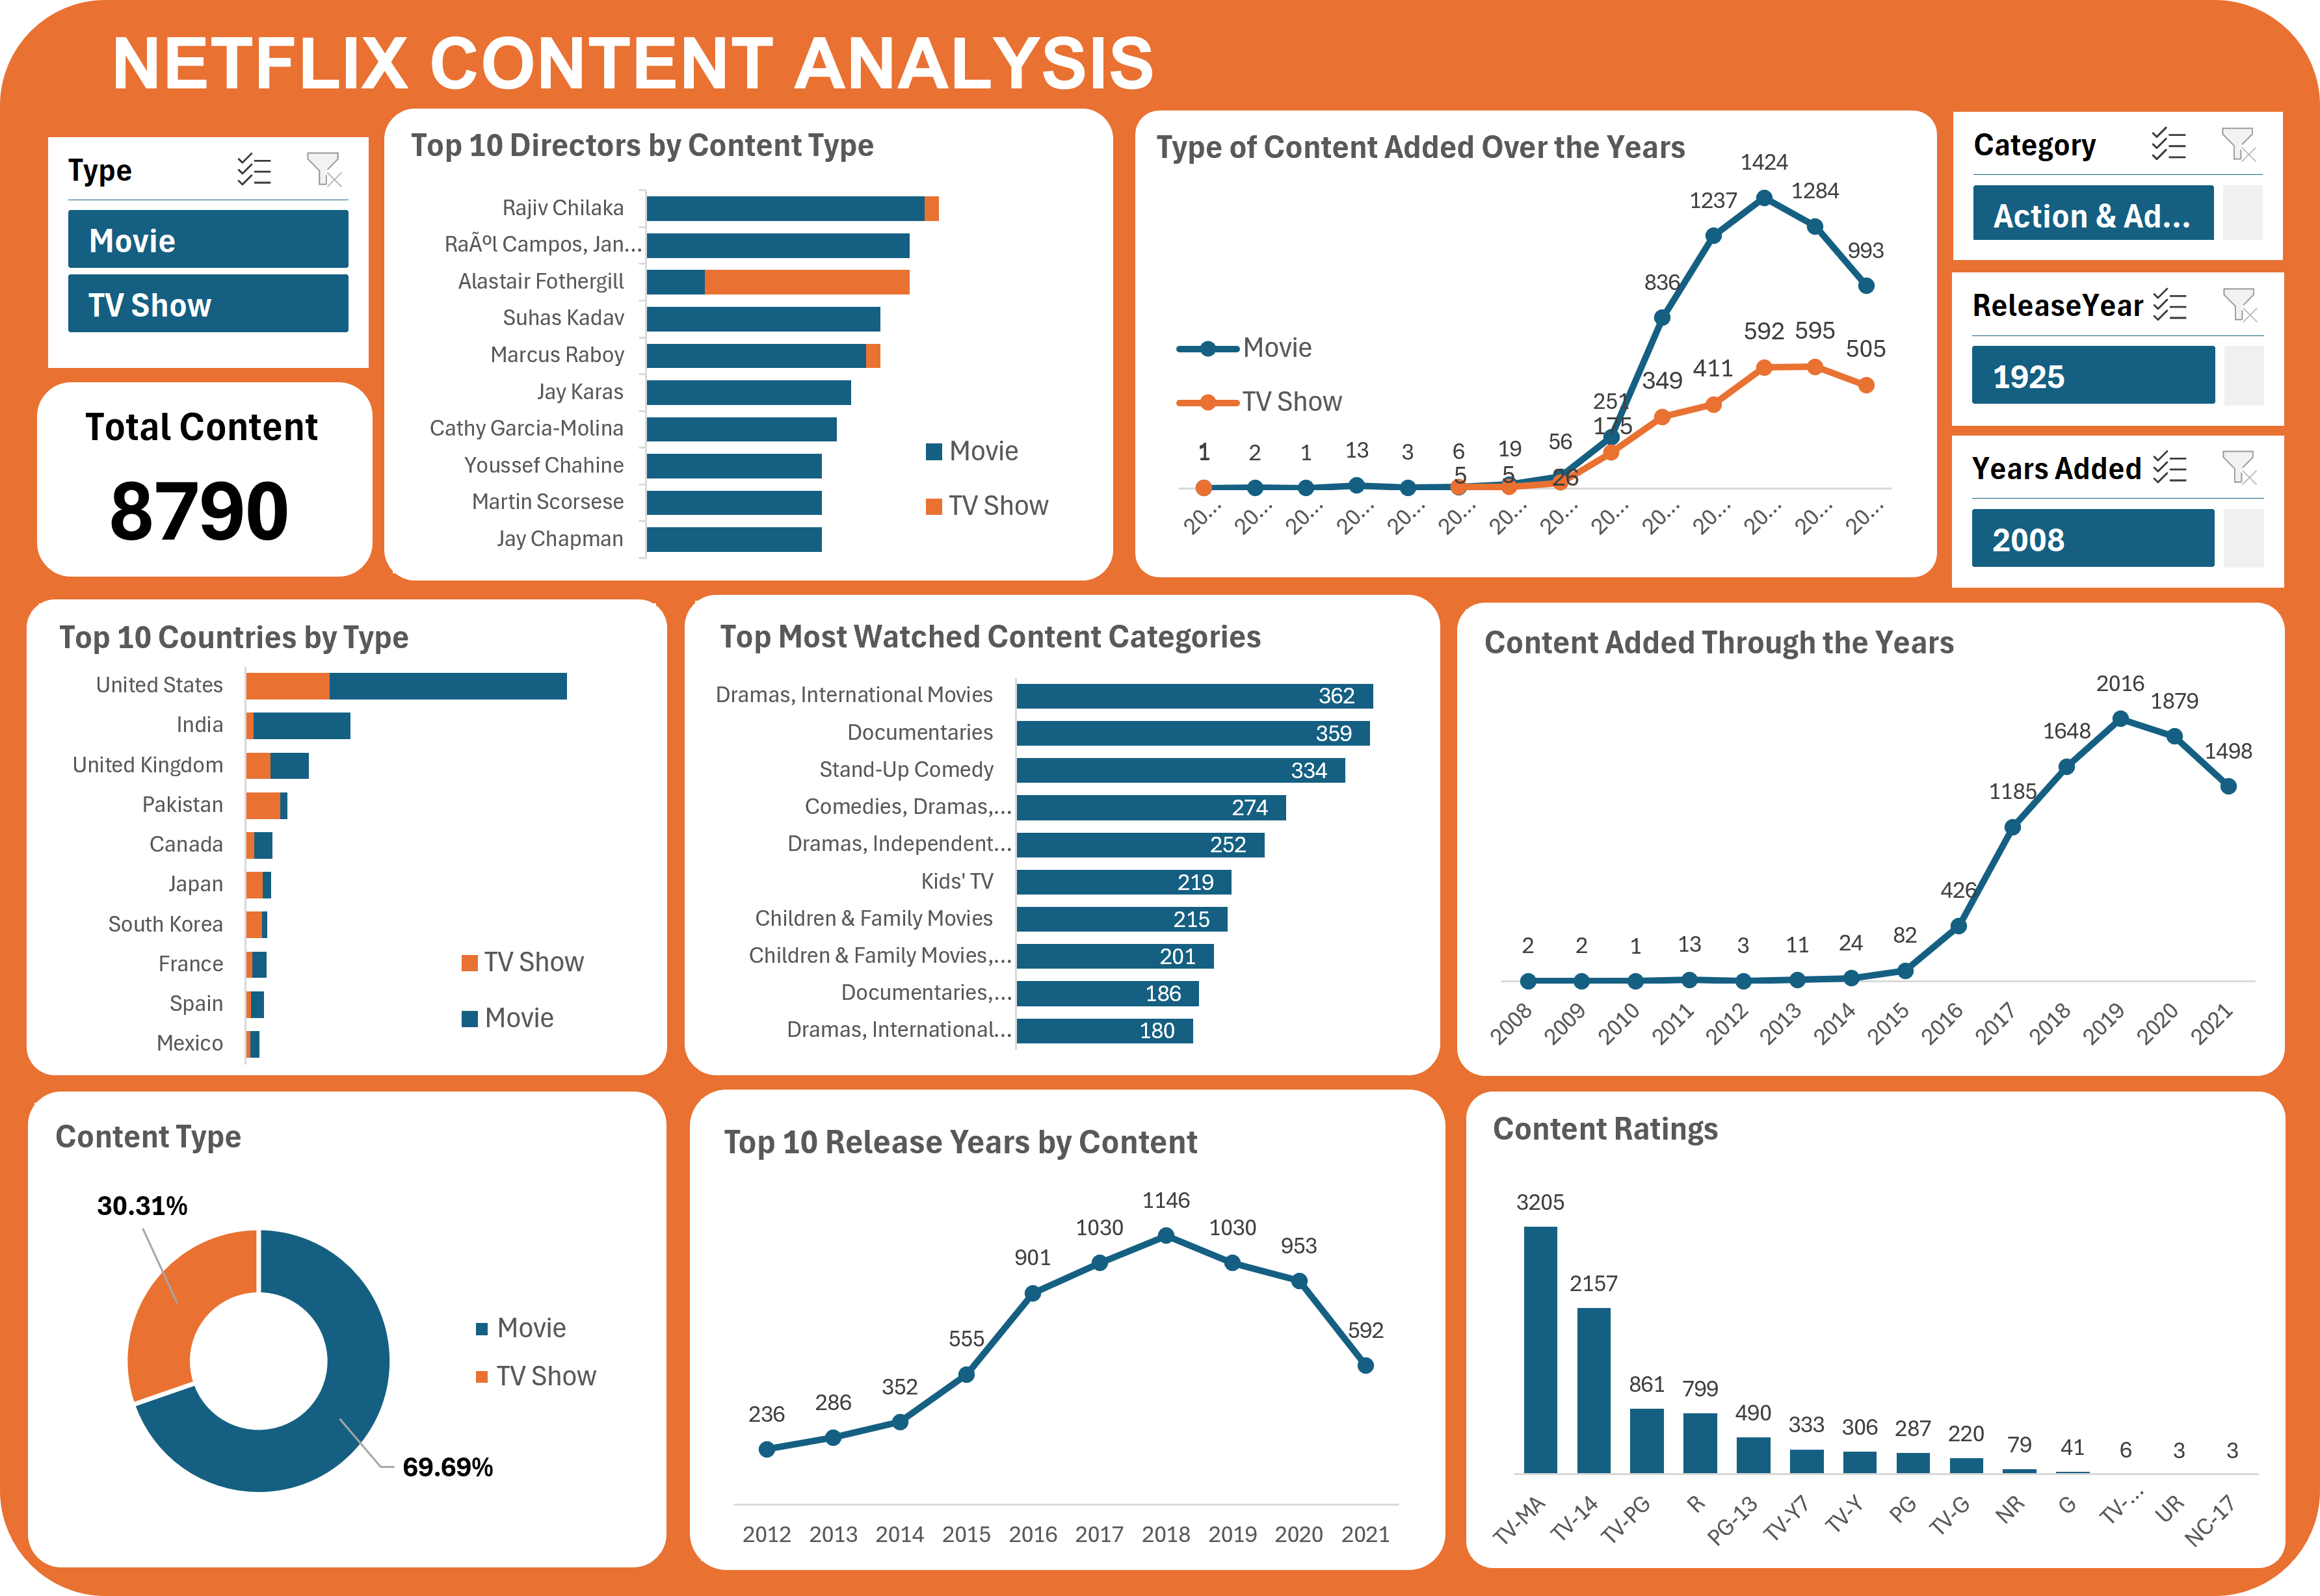 NETFLIX CONTENT ANALYSIS
Type
Movie
TV Show
Total Content
8790
Top 10 Directors by Content Type
Rajiv Chilaka
RaÃºl Campos, Jan...
Alastair Fothergill
Suhas Kadav
Marcus Raboy
Jay Karas
Cathy Garcia-Molina
Youssef Chahine
Martin Scorsese
Jay Chapman
Movie
TV Show
Type of Content Added Over the Years
1424
1237 1284
993
836
592 595
505
349 411
251
175
Movie
TV Show
1 2 1 13 3 6 19 56
5 5 26
20... 20... 20... 20... 20... 20... 20... 20... 20... 20... 20... 20... 20... 20...
Category
Action & Ad...
ReleaseYear
1925
Years Added
2008
Top 10 Countries by Type
United States
India
United Kingdom
Pakistan
Canada
Japan
South Korea
France
Spain
Mexico
TV Show
Movie
Top Most Watched Content Categories
Dramas, International Movies 362
Documentaries 359
Stand-Up Comedy 334
Comedies, Dramas,... 274
Dramas, Independent... 252
Kids' TV 219
Children & Family Movies 215
Children & Family Movies,... 201
Documentaries,... 186
Dramas, International... 180
Content Added Through the Years
2 2 1 13 3 11 24 82 426 1185 1648 2016 1879 1498
2008 2009 2010 2011 2012 2013 2014 2015 2016 2017 2018 2019 2020 2021
Content Type
30.31%
69.69%
Movie
TV Show
Top 10 Release Years by Content
236 286 352 555 901 1030 1146 1030 953 592
2012 2013 2014 2015 2016 2017 2018 2019 2020 2021
Content Ratings
3205 2157 861 799 490 333 306 287 220 79 41 6 3 3
TV-MA TV-14 TV-PG R PG-13 TV-Y7 TV-Y PG TV-G NR G TV-... UR NC-17